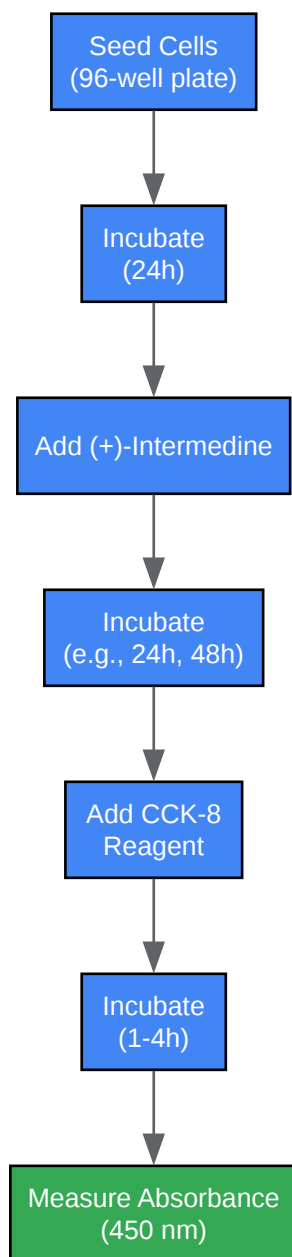 Seed Cells
(96-well plate)
Incubate
(24h)
Add (+)-Intermedine
Incubate
(e.g., 24h, 48h)
Add CCK-8
Reagent
Incubate
(1-4h)
Measure Absorbance
(450 nm)